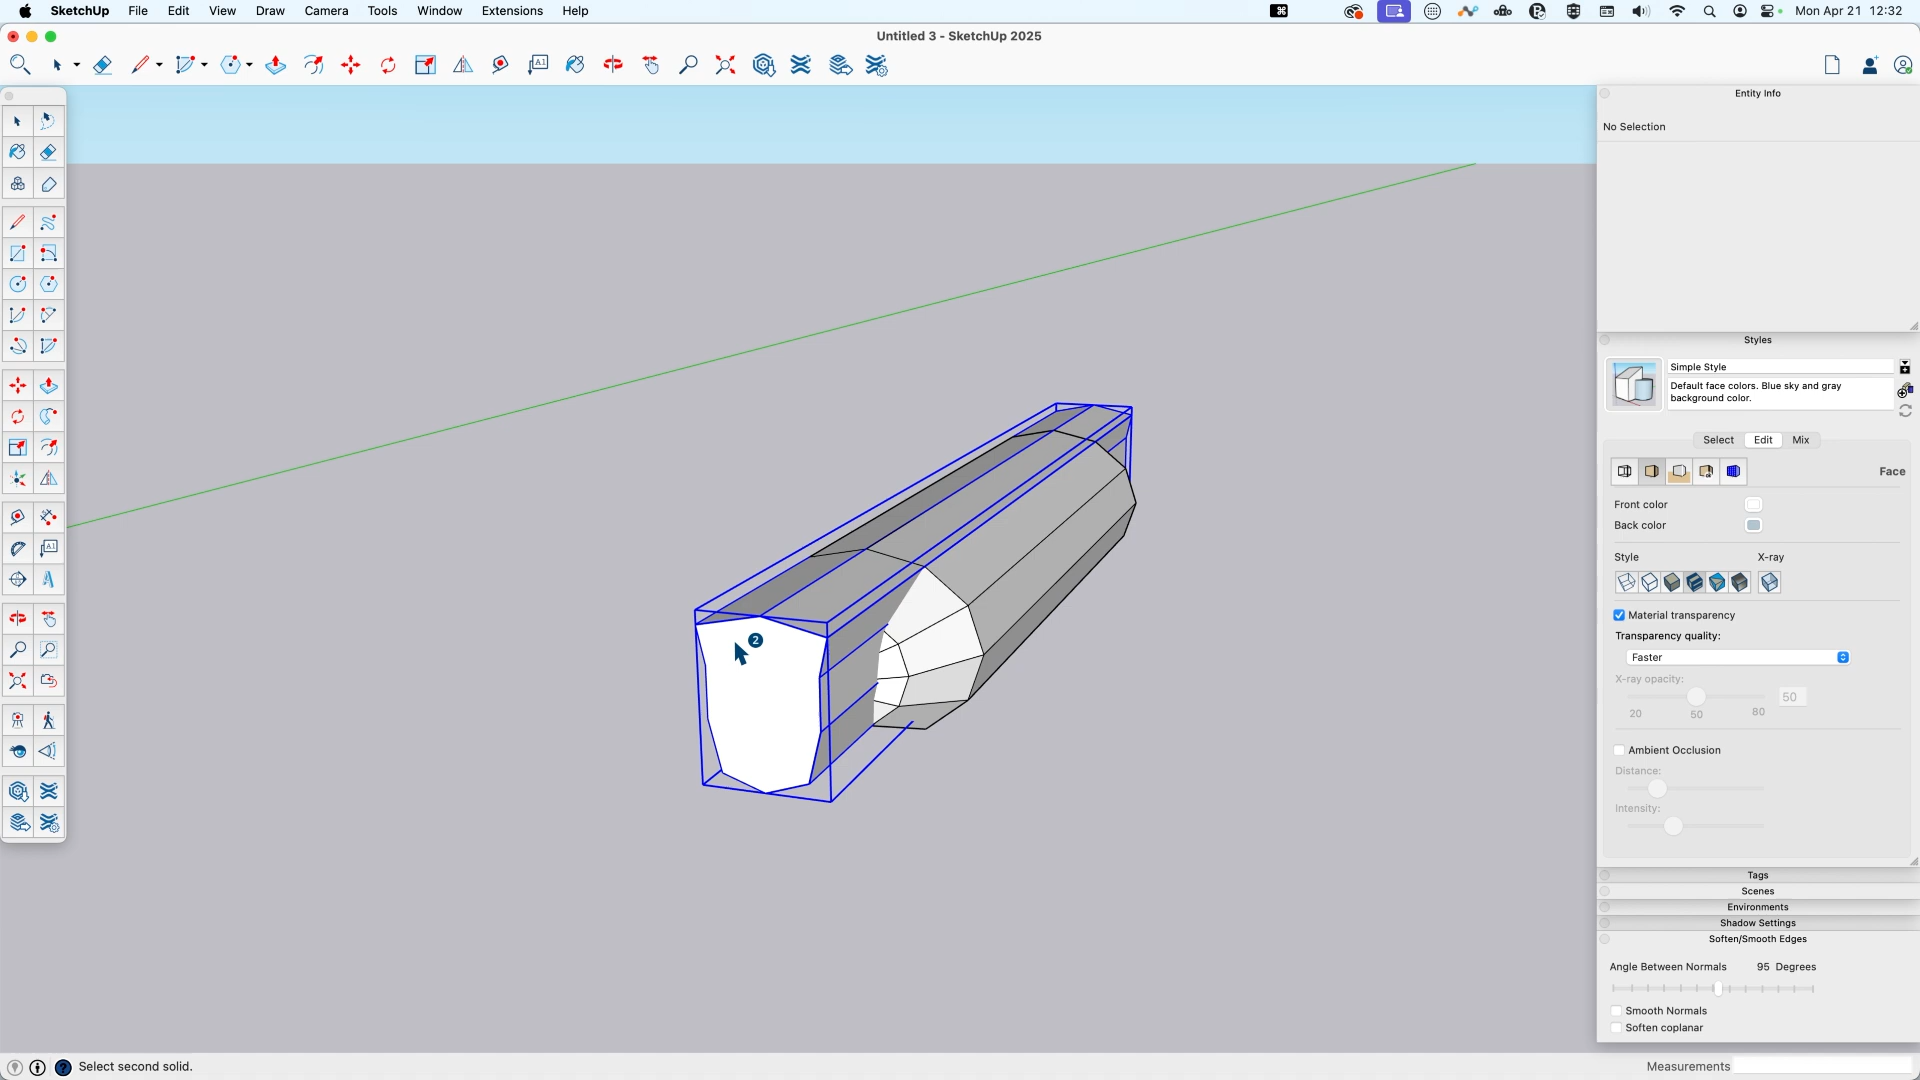 SketchUp File Edit View Draw Camera Tools Window Extensions Help
Mon Apr 21 12:32
Untitled 3 - SketchUp 2025
A1
Entity Info
No Selection
Styles
Simple Style
Default face colors. Blue sky and gray
background color.
Select Edit Mix
Face
Front color
Back color
Style X-ray
Material transparency
Transparency quality:
Faster
X-ray opacity:
50
20 50 80
Ambient Occlusion
Distance:
Intensity:
Tags
Scenes
Environments
Shadow Settings
Soften/Smooth Edges
Angle Between Normals 95 Degrees
Smooth Normals
Soften coplanar
A1
A
2
Select second solid.
Measurements